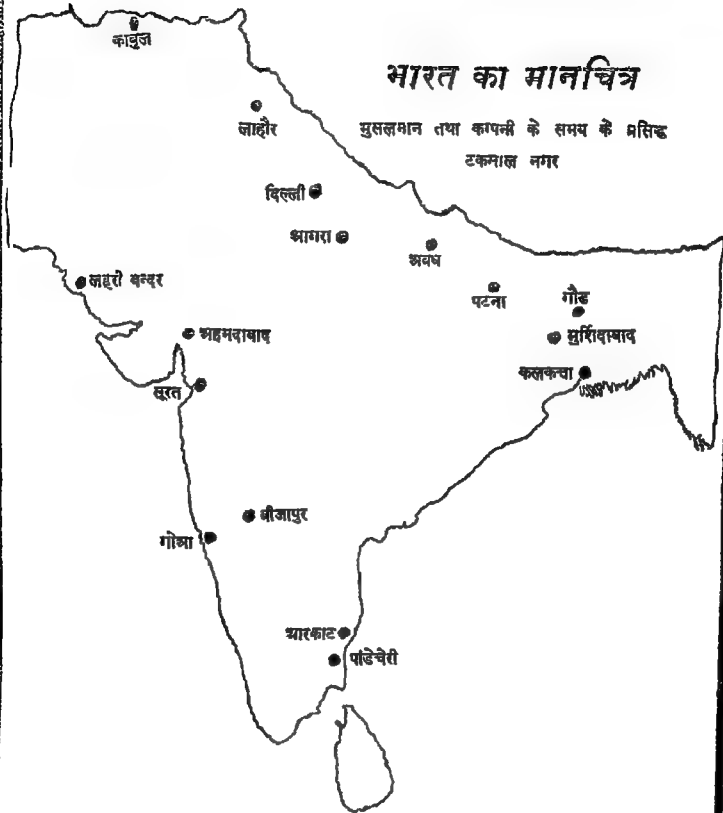 काबुल
भारत का मानचित्र
लाहौर
मुसलमान तथा कम्पनी के समय के प्रसिद्ध
टकसाल नगर
दिल्ली
आगरा
अवध
लहरी बन्दर
पटना
गौड
अहमदाबाद
मुर्शिदाबाद
सूरत
कलकत्ता
बीजापुर
गोआ
आरकाट
पांडेचेरी